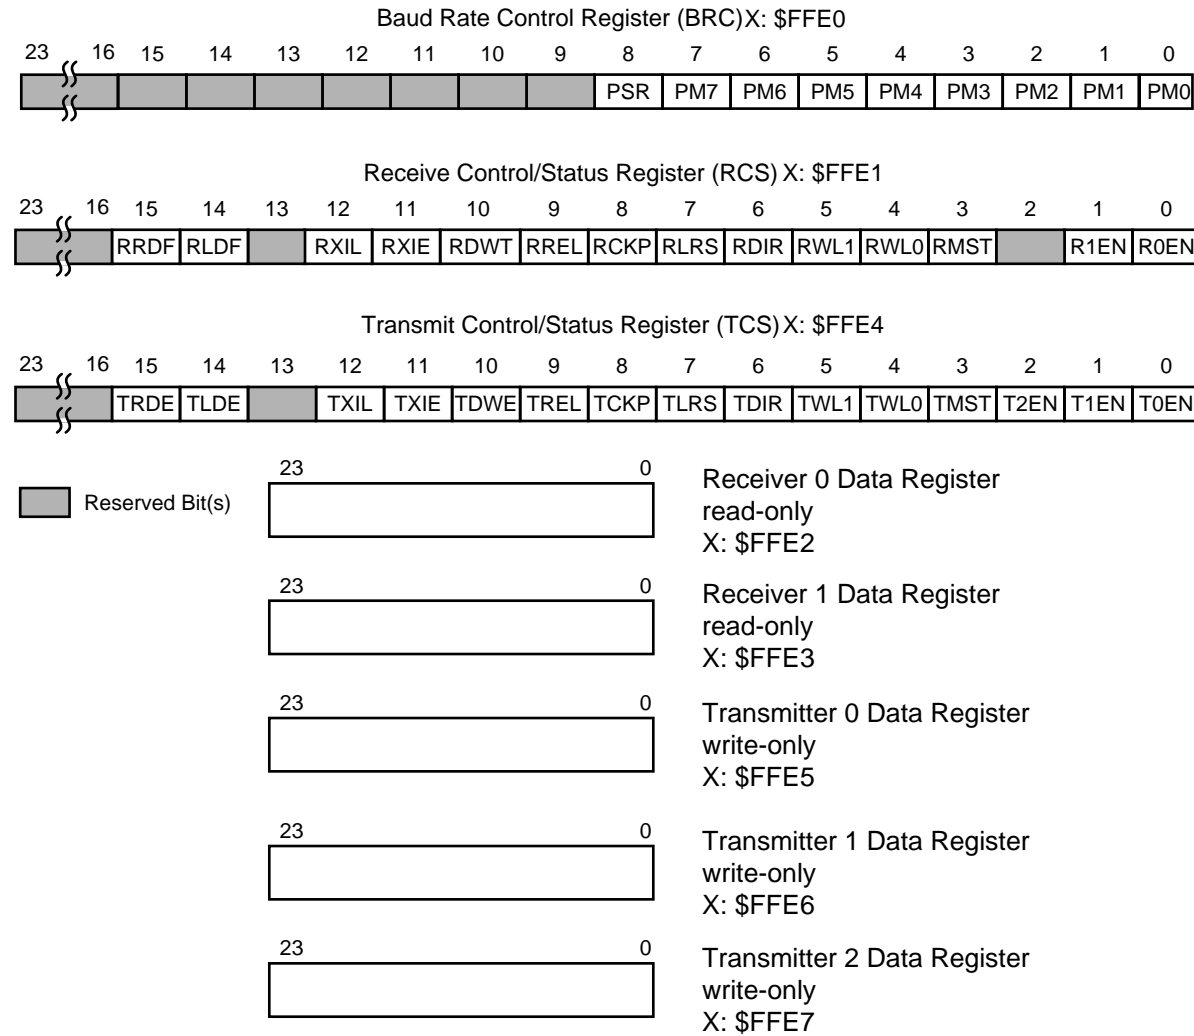 Baud Rate Control Register (BRC)X: $FFE0
23 16 15 14 13 12 11 10 9 8 7 6 5 4 3 2 1 0
PSR PM7 PM6 PM5 PM4 PM3 PM2 PM1 PM0
Receive Control/Status Register (RCS) X: $FFE1
23 16 15 14 13 12 11 10 9 8 7 6 5 4 3 2 1 0
RRDF RLDF RXIL RXIE RDWT RREL RCKP RLRS RDIR RWL1 RWL0 RMST R1EN R0EN
Transmit Control/Status Register (TCS) X: $FFE4
23 16 15 14 13 12 11 10 9 8 7 6 5 4 3 2 1 0
TRDE TLDE TXIL TXIE TDWE TREL TCKP TLRS TDIR TWL1 TWL0 TMST T2EN T1EN T0EN
Reserved Bit(s)
23 0
Receiver 0 Data Register
read-only
X: $FFE2
23 0
Receiver 1 Data Register
read-only
X: $FFE3
23 0
Transmitter 0 Data Register
write-only
X: $FFE5
23 0
Transmitter 1 Data Register
write-only
X: $FFE6
23 0
Transmitter 2 Data Register
write-only
X: $FFE7